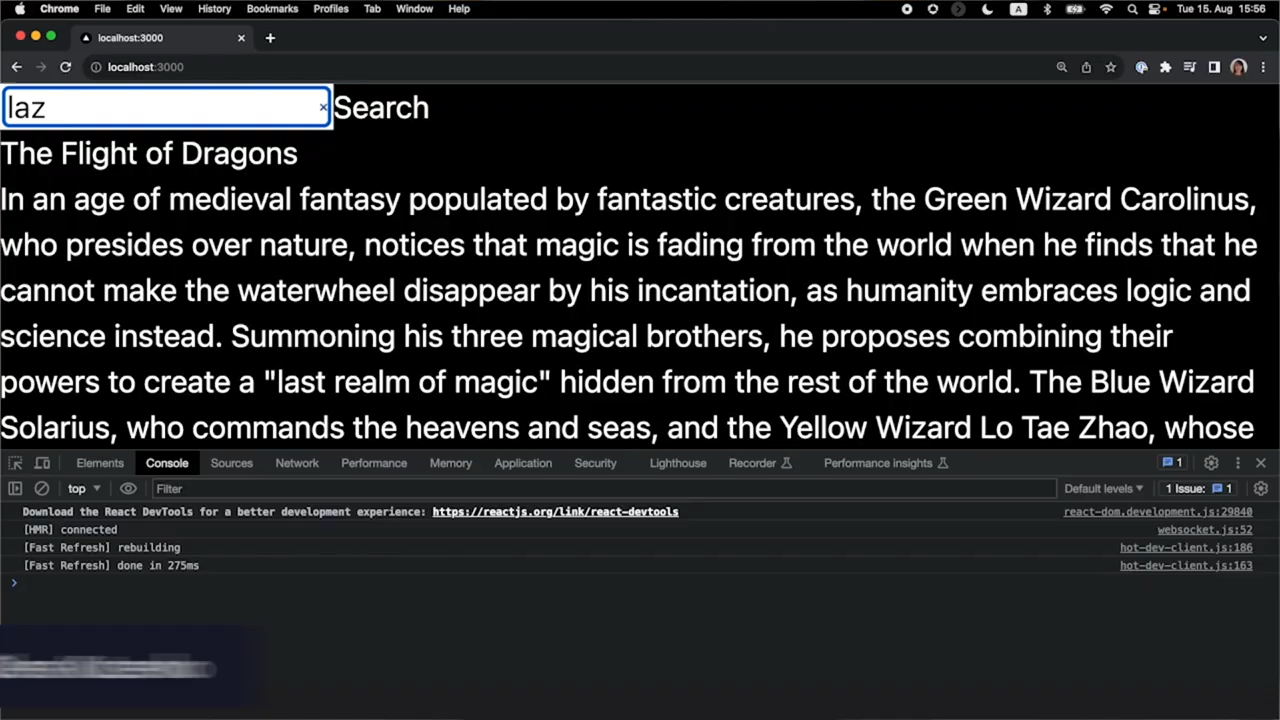 Chrome File Edit View History Bookmarks Profiles Tab Window Help A Tue 15. Aug 15:56
localhost:3000
localhost:3000
laz × Search
The Flight of Dragons
In an age of medieval fantasy populated by fantastic creatures, the Green Wizard Carolinus,
who presides over nature, notices that magic is fading from the world when he finds that he
cannot make the waterwheel disappear by his incantation, as humanity embraces logic and
science instead. Summoning his three magical brothers, he proposes combining their
powers to create a "last realm of magic" hidden from the rest of the world. The Blue Wizard
Solarius, who commands the heavens and seas, and the Yellow Wizard Lo Tae Zhao, whose
Elements Console Sources Network Performance Memory Application Security Lighthouse Recorder Performance insights 1
top Filter Default levels 1 Issue: 1
Download the React DevTools for a better development experience: https://reactjs.org/link/react-devtools react-dom.development.js:29840
[HMR] connected websocket.js:52
[Fast Refresh] rebuilding hot-dev-client.js:186
[Fast Refresh] done in 275ms hot-dev-client.js:163